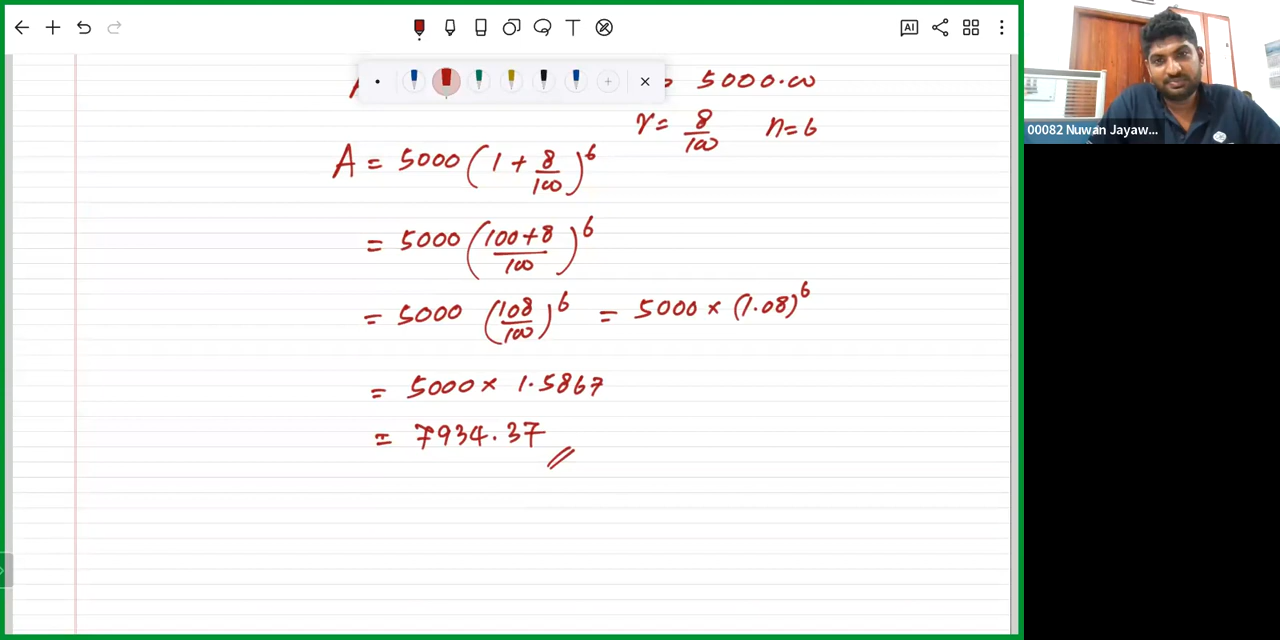 AI
T
5000.00
r = 8/100 n=6
00082 Nuwan Jayaw...
A = 5000 (1 + 8/100)^6
= 5000 (100+8/100)^6
= 5000 (108/100)^6 = 5000 × (1.08)^6
= 5000 × 1.5867
= 7934.37